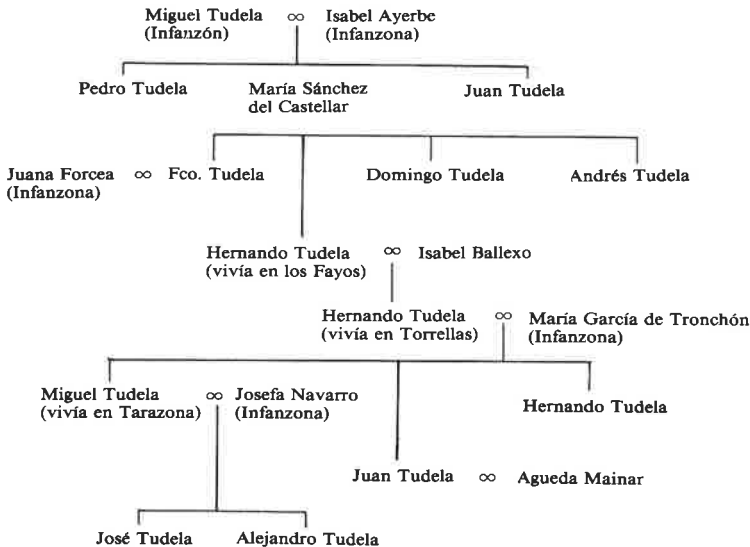 Miguel Tudela ∞ Isabel Ayerbe
(Infanzón) (Infanzona)
Pedro Tudela María Sánchez Juan Tudela
del Castellar
Juana Forcea ∞ Fco. Tudela Domingo Tudela Andrés Tudela
(Infanzona)
Hernando Tudela ∞ Isabel Ballexo
(vivía en los Fayos)
Hernando Tudela ∞ María García de Tronchón
(vivía en Torrellas) (Infanzona)
Miguel Tudela ∞ Josefa Navarro Hernando Tudela
(vivía en Tarazona) (Infanzona)
Juan Tudela ∞ Agueda Mainar
José Tudela Alejandro Tudela